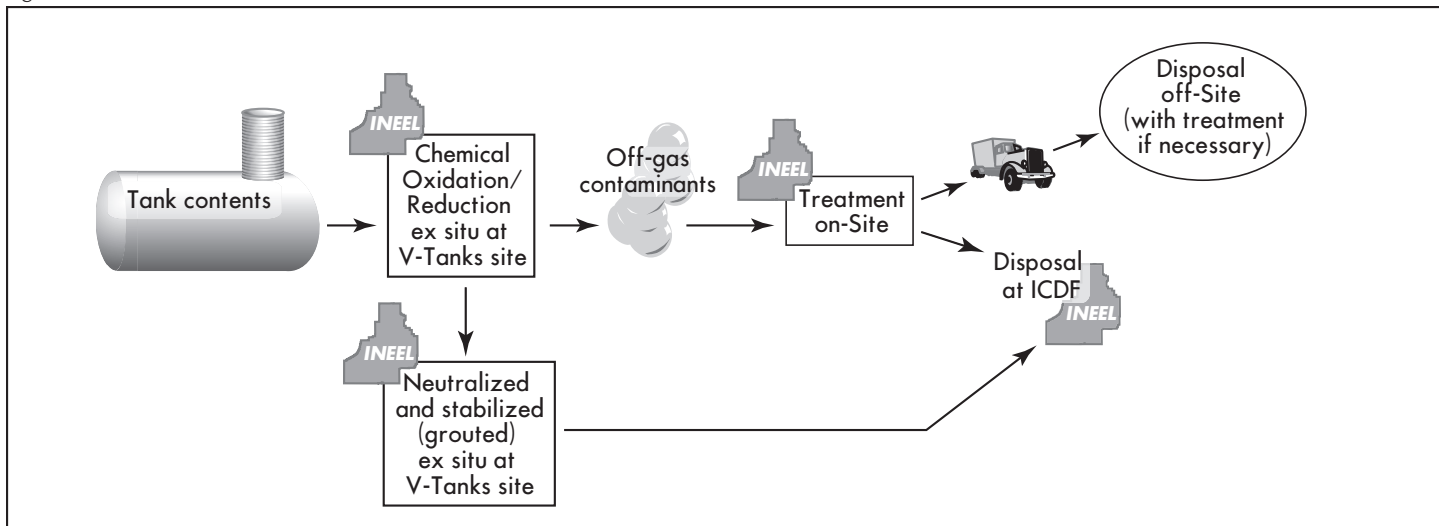 Tank contents
INEEL
Chemical
Oxidation/
Reduction
ex situ at
V-Tanks site
Off-gas
contaminants
INEEL
Treatment
on-Site
Disposal
off-Site
(with treatment
if necessary)
Disposal
at ICDF
INEEL
INEEL
Neutralized
and stabilized
(grouted)
ex situ at
V-Tanks site